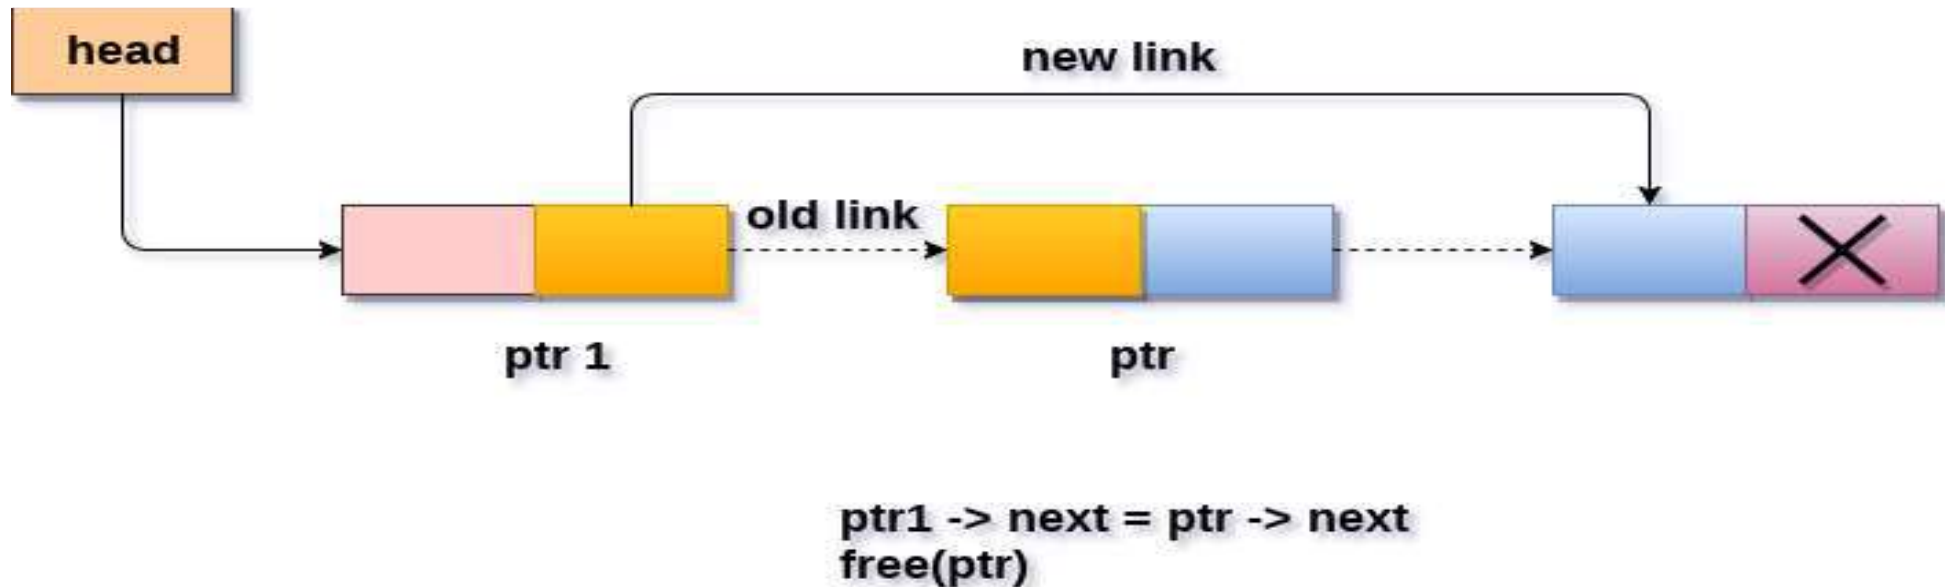 head
new link
old link
ptr 1
ptr
ptr1 -> next = ptr -> next
free(ptr)